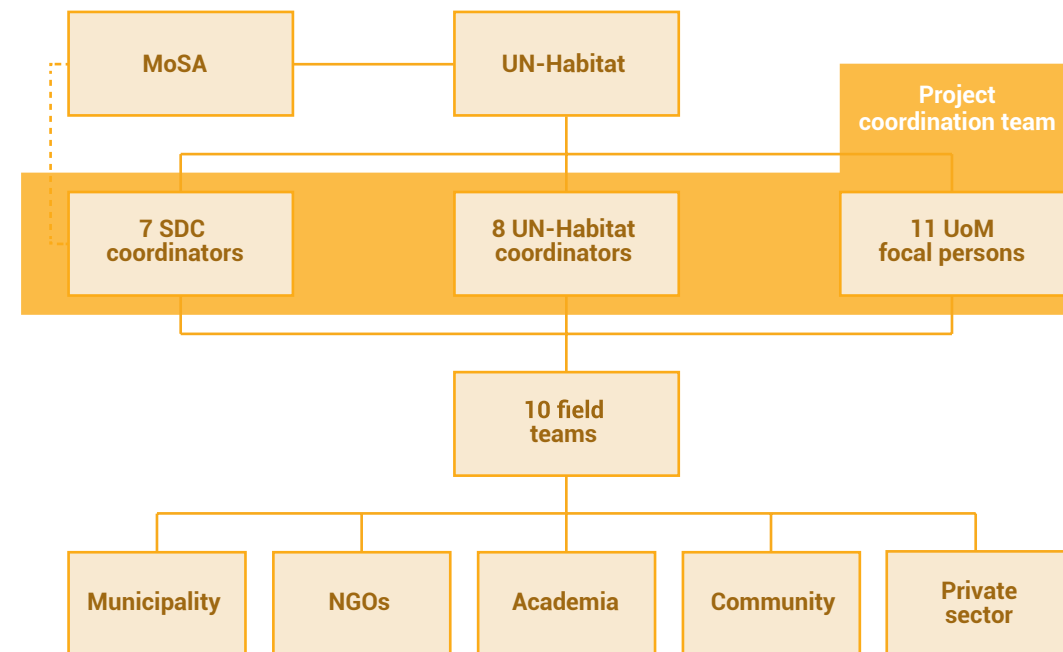 MoSA
UN-Habitat
Project
coordination team
7 SDC
coordinators
8 UN-Habitat
coordinators
11 UoM
focal persons
10 field
teams
Municipality
NGOs
Academia
Community
Private
sector